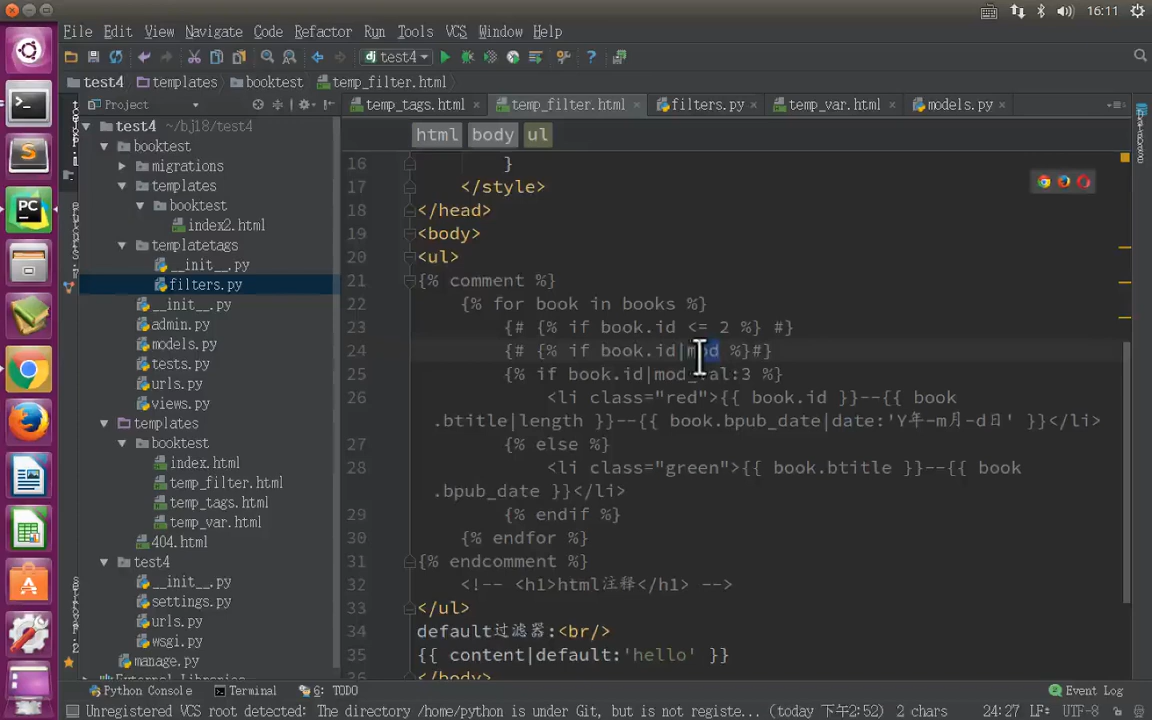 16:11
File Edit View Navigate Code Refactor Run Tools VCS Window Help
test4
test4 templates booktest temp_filter.html
Project
temp_tags.html temp_filter.html filters.py temp_var.html models.py
html body ul
test4 ~/bj18/test4
booktest
migrations
templates
booktest
index2.html
templatetags
__init__.py
filters.py
__init__.py
admin.py
models.py
tests.py
urls.py
views.py
templates
booktest
index.html
temp_filter.html
temp_tags.html
temp_var.html
404.html
test4
__init__.py
settings.py
urls.py
wsgi.py
manage.py
16 }
17 </style>
18 </head>
19 <body>
20 <ul>
21 {% comment %}
22 {% for book in books %}
23 {# {% if book.id <= 2 %} #}
24 {# {% if book.id|mod %}#}
25 {% if book.id|mod_val:3 %}
26 <li class="red">{{ book.id }}--{{ book
.btitle|length }}--{{ book.bpub_date|date:'Y年-m月-d日' }}</li>
27 {% else %}
28 <li class="green">{{ book.btitle }}--{{ book
.bpub_date }}</li>
29 {% endif %}
30 {% endfor %}
31 {% endcomment %}
32 <!-- <h1>html注释</h1> -->
33 </ul>
34 default过滤器:<br/>
35 {{ content|default:'hello' }}
Python Console Terminal 6: TODO Event Log
Unregistered VCS root detected: The directory /home/python is under Git, but is not registe... (today 下午2:52) 2 chars 24:27 LF÷ UTF-8÷